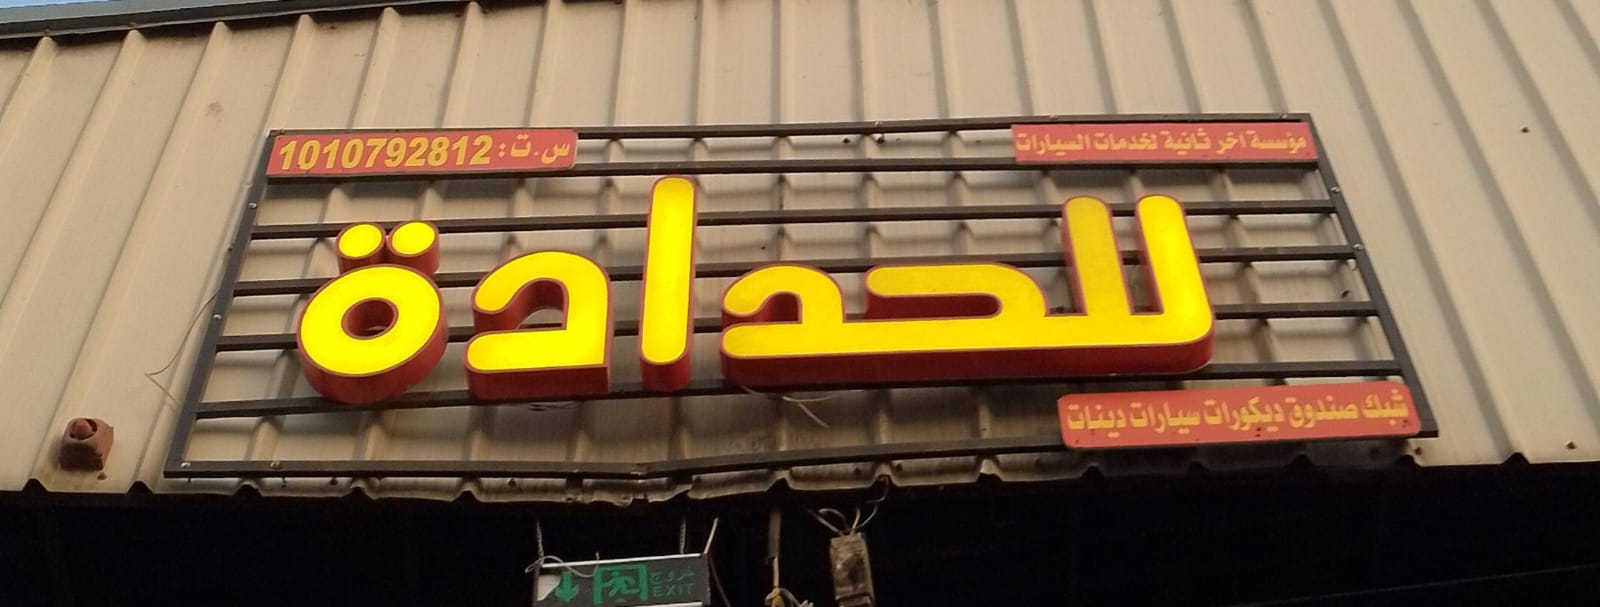 مؤسسة اخر ثانية لخدمات السيارات
س.ت: 1010792812
للحدادة
شبك صندوق ديكورات سيارات دينات
خروج
EXIT